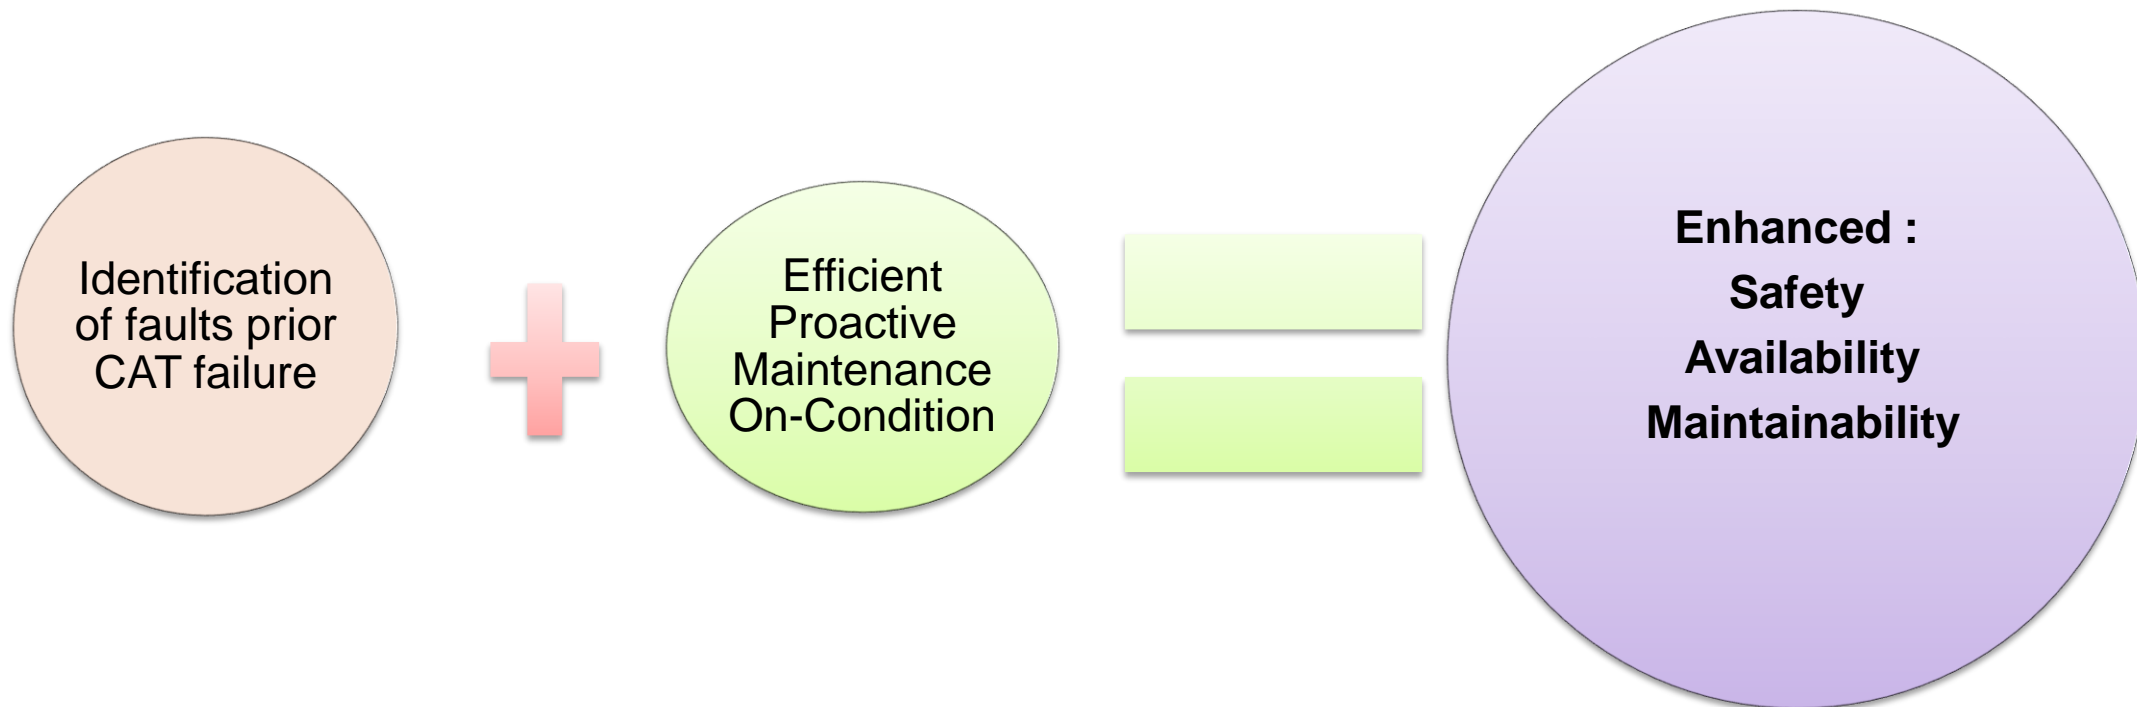 Identification
of faults prior
CAT failure
Efficient
Proactive
Maintenance
On-Condition
Enhanced :
Safety
Availability
Maintainability